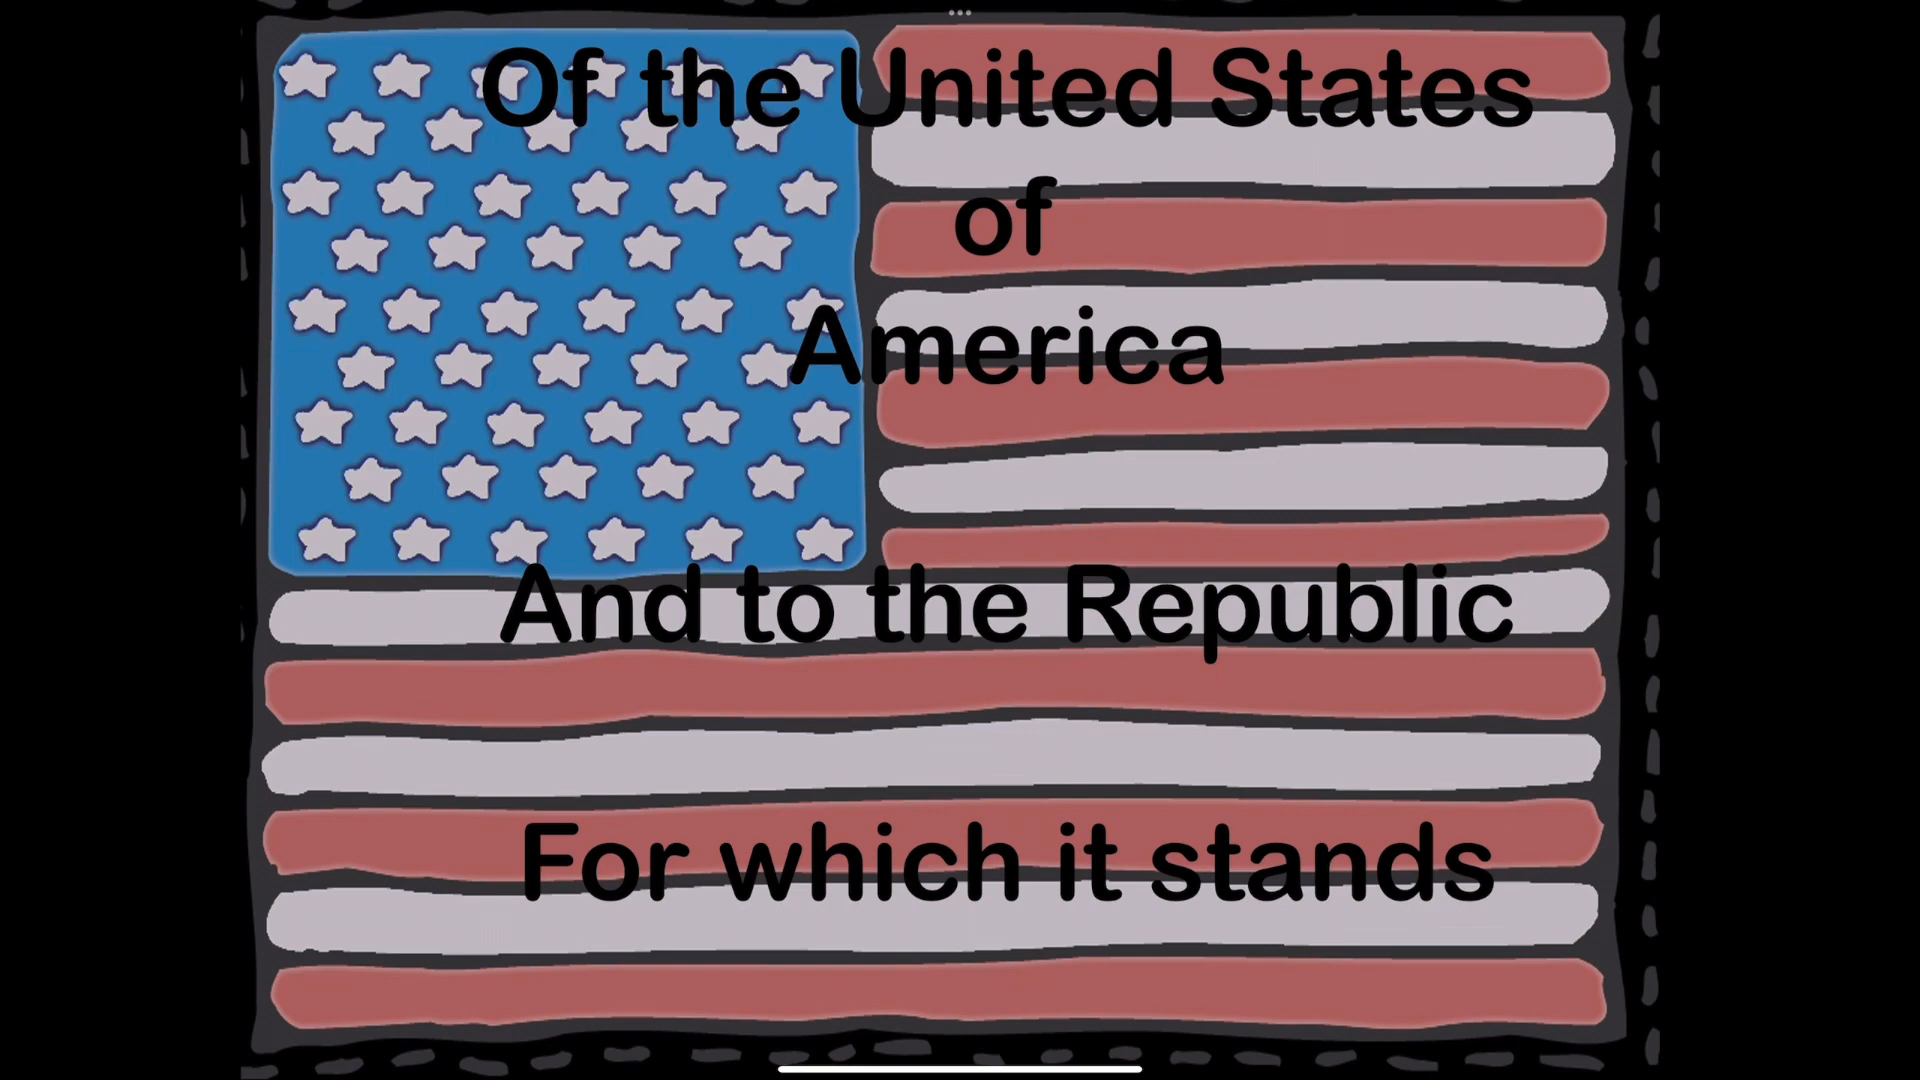 Of the United States
of
America
And to the Republic
For which it stands